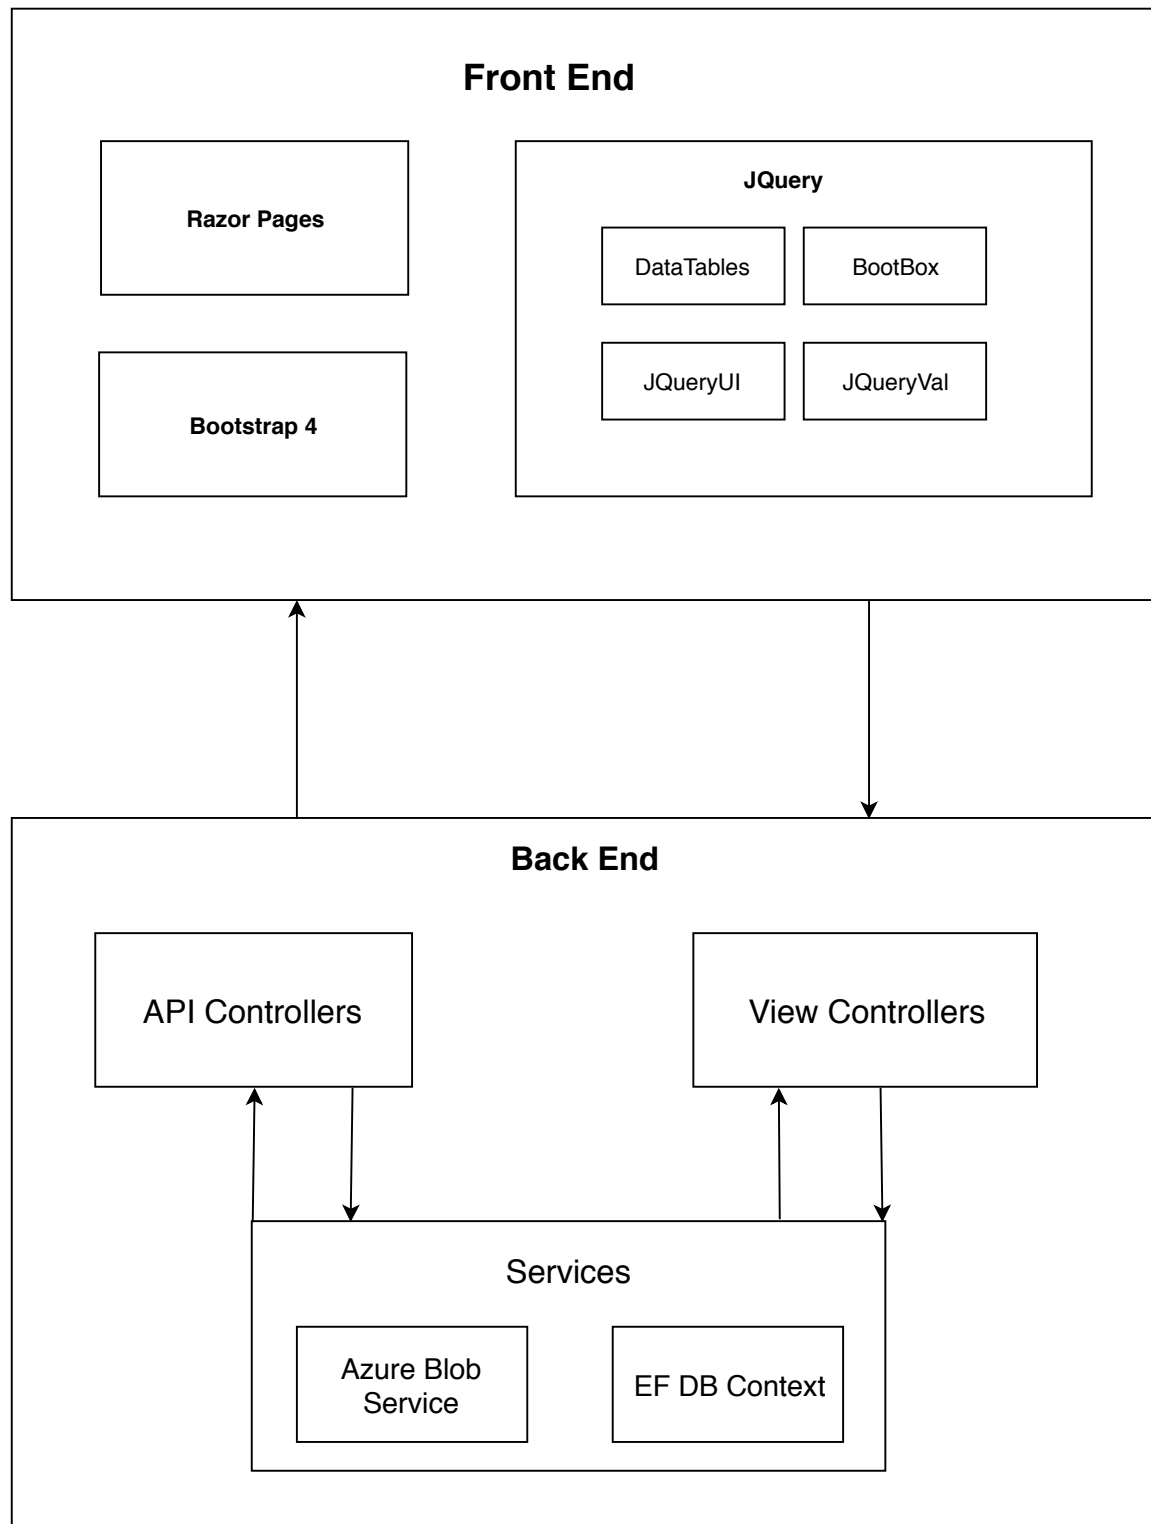 Front End
Razor Pages
JQuery
DataTables
BootBox
JQueryUI
JQueryVal
Bootstrap 4
Back End
API Controllers
View Controllers
Services
Azure Blob
Service
EF DB Context